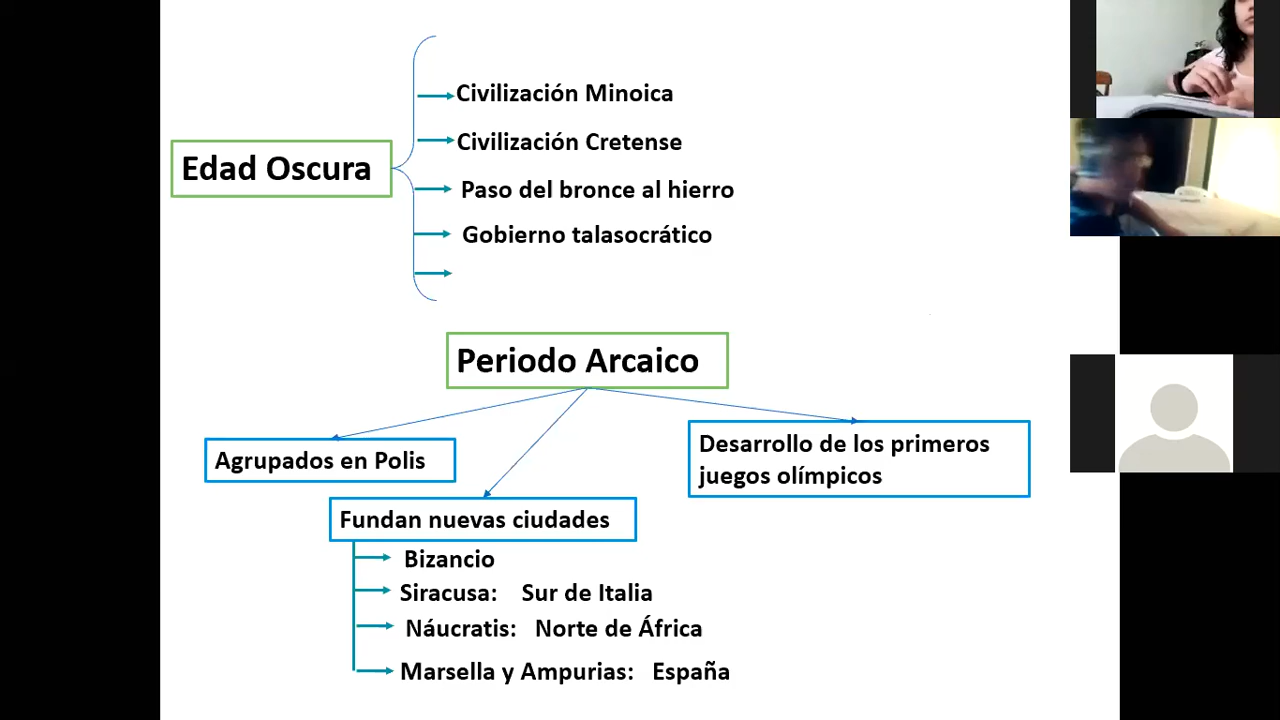 Civilización Minoica
Civilización Cretense
Edad Oscura
Paso del bronce al hierro
Gobierno talasocrático
Periodo Arcaico
Agrupados en Polis
Desarrollo de los primeros
juegos olímpicos
Fundan nuevas ciudades
Bizancio
Siracusa: Sur de Italia
Náucratis: Norte de África
Marsella y Ampurias: España